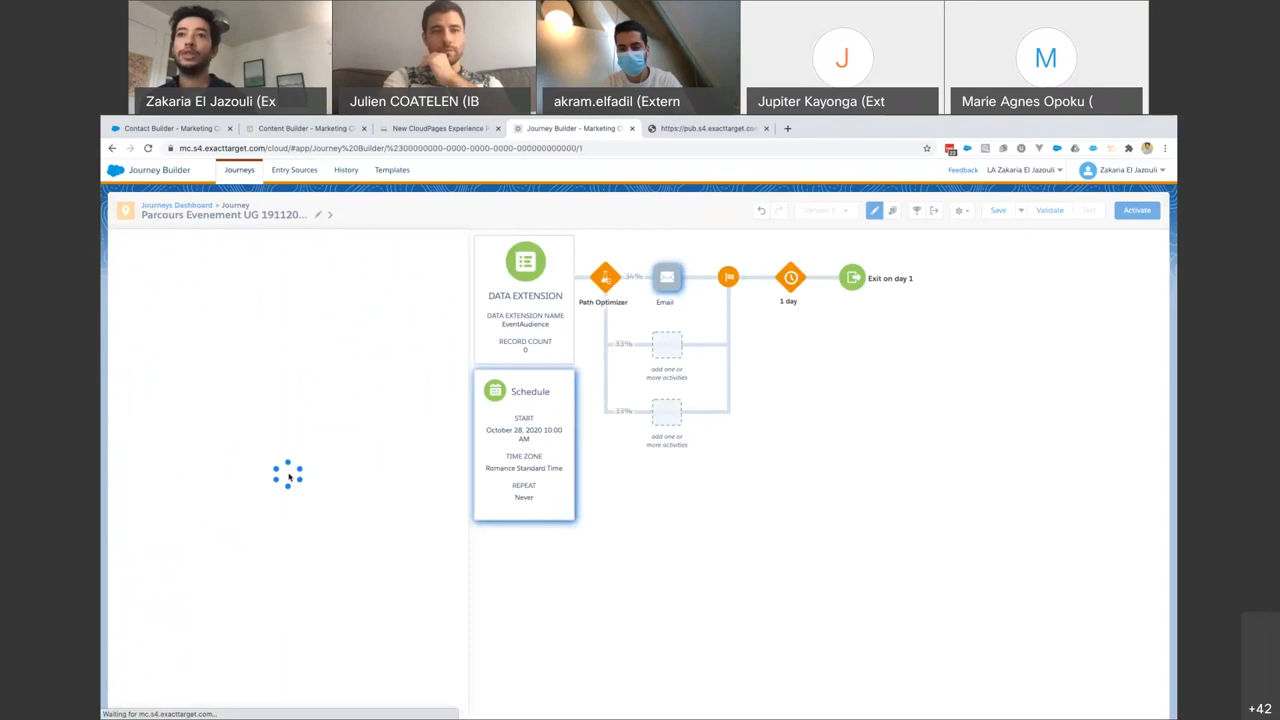 Zakaria El Jazouli (Ex
Julien COATELEN (IB
akram.elfadil (Extern
J
Jupiter Kayonga (Ext
M
Marie Agnes Opoku (
Contact Builder - Marketing C
Content Builder - Marketing C
New CloudPages Experience P
Journey Builder - Marketing C
https://pub.s4.exacttarget.com
mc.s4.exacttarget.com/cloud/#app/Journey%20Builder/%2300000000-0000-0000-0000-000000000000/1
Journey Builder
Journeys
Entry Sources
History
Templates
Feedback
LA Zakaria El Jazouli
Zakaria El Jazouli
Journeys Dashboard › Journey
Parcours Evenement UG 191120...
Version 1
Save
Validate
Test
Activate
DATA EXTENSION
DATA EXTENSION NAME
EventAudience
RECORD COUNT
0
Schedule
START
October 28, 2020 10:00
AM
TIME ZONE
Romance Standard Time
REPEAT
Never
Path Optimizer
34%
Email
1 day
Exit on day 1
33%
add one or
more activities
33%
add one or
more activities
Waiting for mc.s4.exacttarget.com...
+42